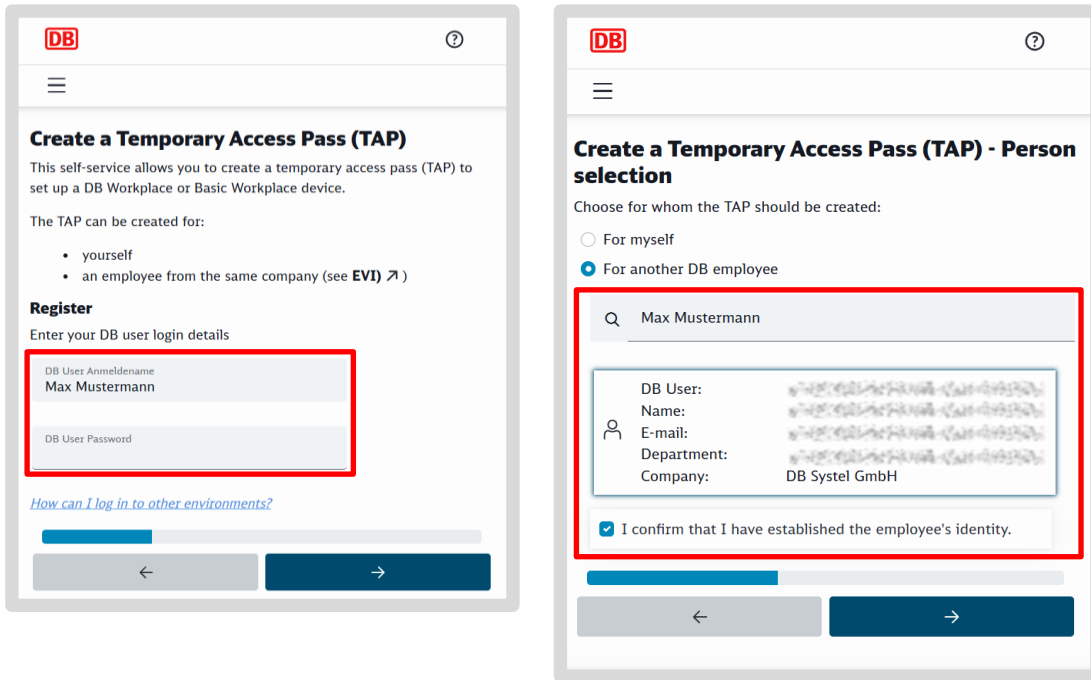 DB
Create a Temporary Access Pass (TAP)
This self-service allows you to create a temporary access pass (TAP) to
set up a DB Workplace or Basic Workplace device.
The TAP can be created for:
• yourself
• an employee from the same company (see EVI) ↗ )
Register
Enter your DB user login details
DB User Anmeldename
Max Mustermann
DB User Password
How can I log in to other environments?
←
→
DB
Create a Temporary Access Pass (TAP) - Person
selection
Choose for whom the TAP should be created:
For myself
For another DB employee
Max Mustermann
DB User:
Name:
E-mail:
Department:
Company: DB Systel GmbH
I confirm that I have established the employee's identity.
←
→